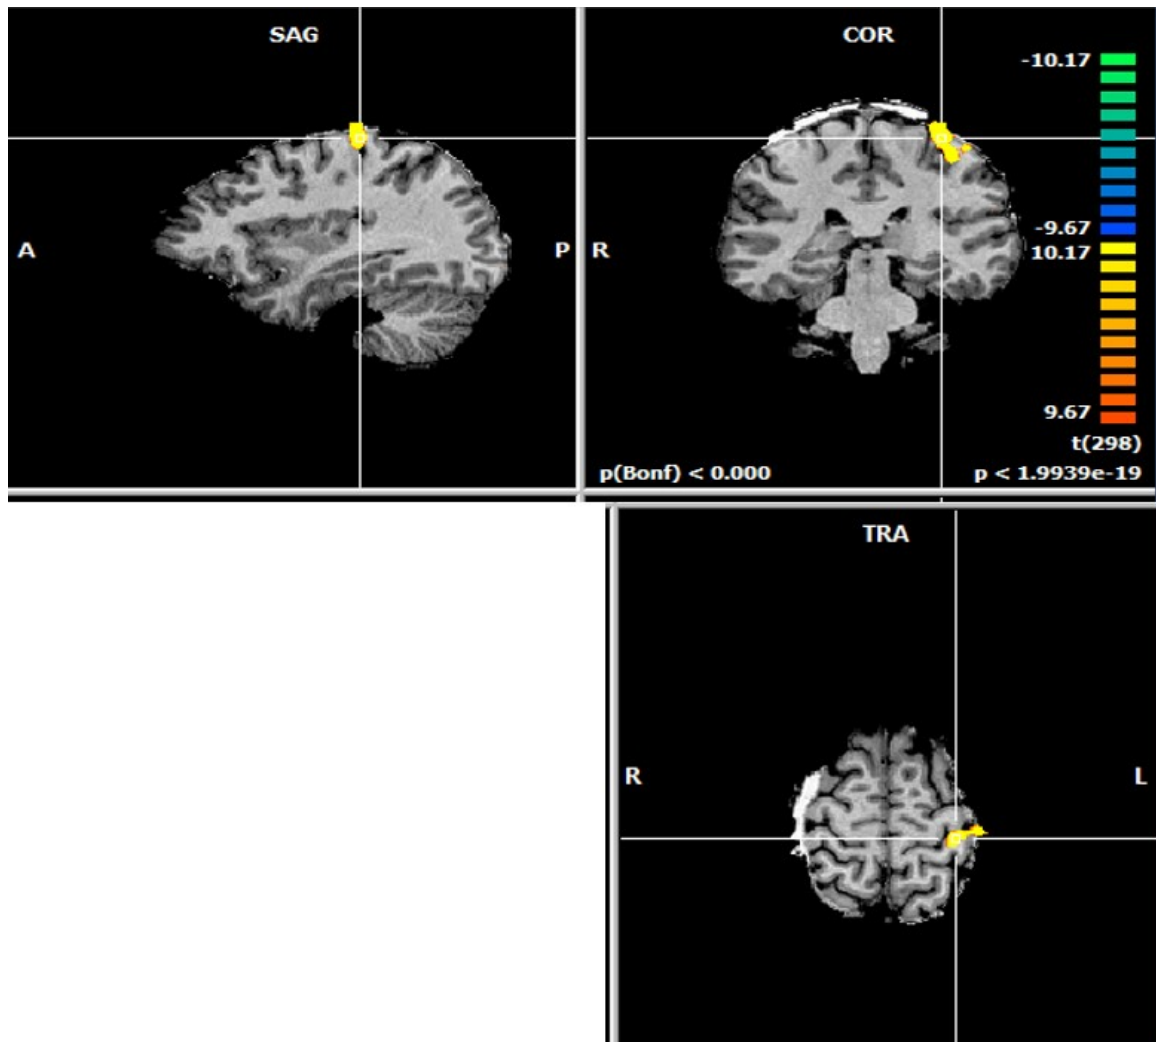 SAG
COR
-10.17
-9.67
10.17
9.67
t(298)
A
P
R
p(Bonf) < 0.000
p < 1.9939e-19
TRA
R
L